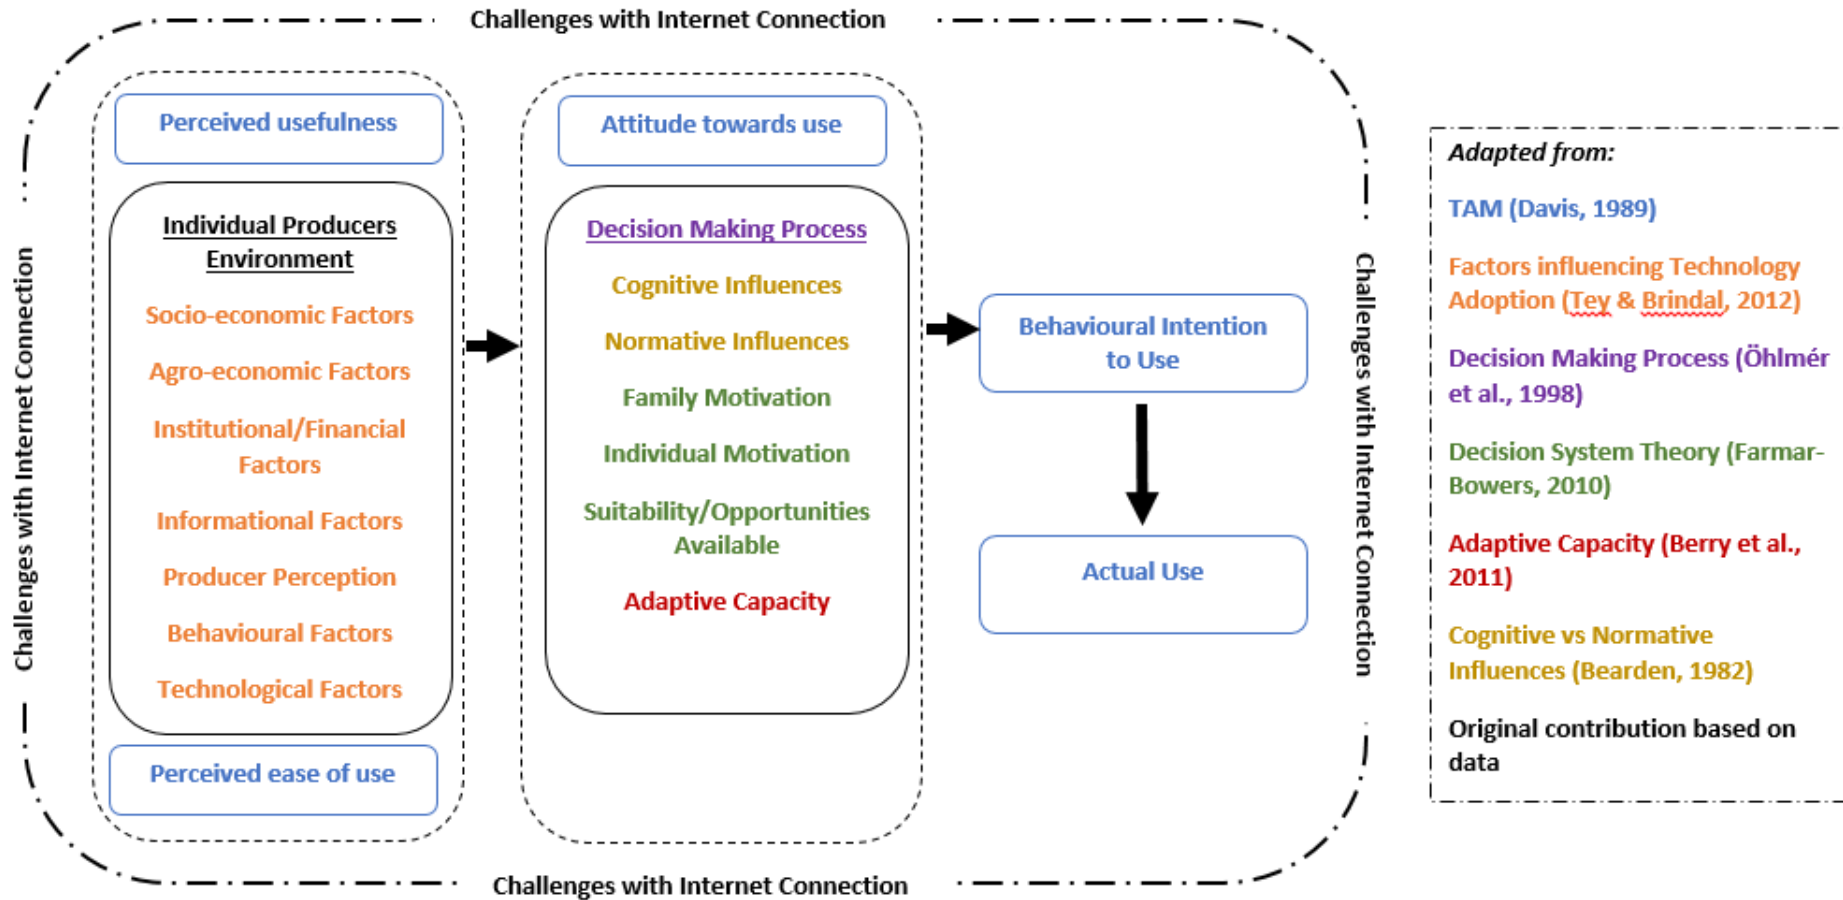 Challenges with Internet Connection
Challenges with Internet Connection
Perceived usefulness
Individual Producers
Environment
Socio-economic Factors
Agro-economic Factors
Institutional/Financial
Factors
Informational Factors
Producer Perception
Behavioural Factors
Technological Factors
Perceived ease of use
Attitude towards use
Decision Making Process
Cognitive Influences
Normative Influences
Family Motivation
Individual Motivation
Suitability/Opportunities
Available
Adaptive Capacity
Behavioural Intention
to Use
Actual Use
Challenges with Internet Connection
Challenges with Internet Connection
Adapted from:
TAM (Davis, 1989)
Factors influencing Technology
Adoption (Tey & Brindal, 2012)
Decision Making Process (Öhlmér
et al., 1998)
Decision System Theory (Farmar-
Bowers, 2010)
Adaptive Capacity (Berry et al.,
2011)
Cognitive vs Normative
Influences (Bearden, 1982)
Original contribution based on
data